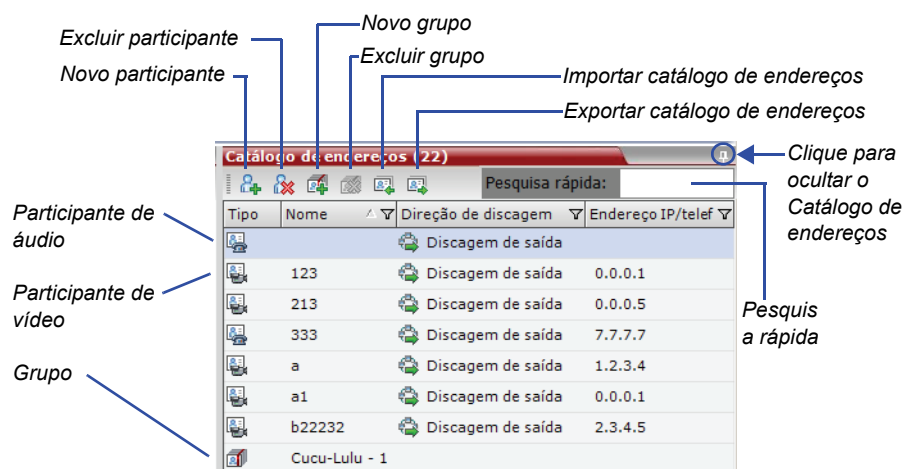 Novo grupo
Excluir participante
Excluir grupo
Novo participante
Importar catálogo de endereços
Exportar catálogo de endereços
Catálogo de endereços (22)
Clique para
ocultar o
Catálogo de
endereços
Pesquisa rápida:
Tipo Nome Direção de discagem Endereço IP/telef
Participante de
áudio
Discagem de saída
123 Discagem de saída 0.0.0.1
Participante de
vídeo
213 Discagem de saída 0.0.0.5
Pesquis
a rápida
333 Discagem de saída 7.7.7.7
a Discagem de saída 1.2.3.4
Grupo
a1 Discagem de saída 0.0.0.1
b22232 Discagem de saída 2.3.4.5
Cucu-Lulu - 1